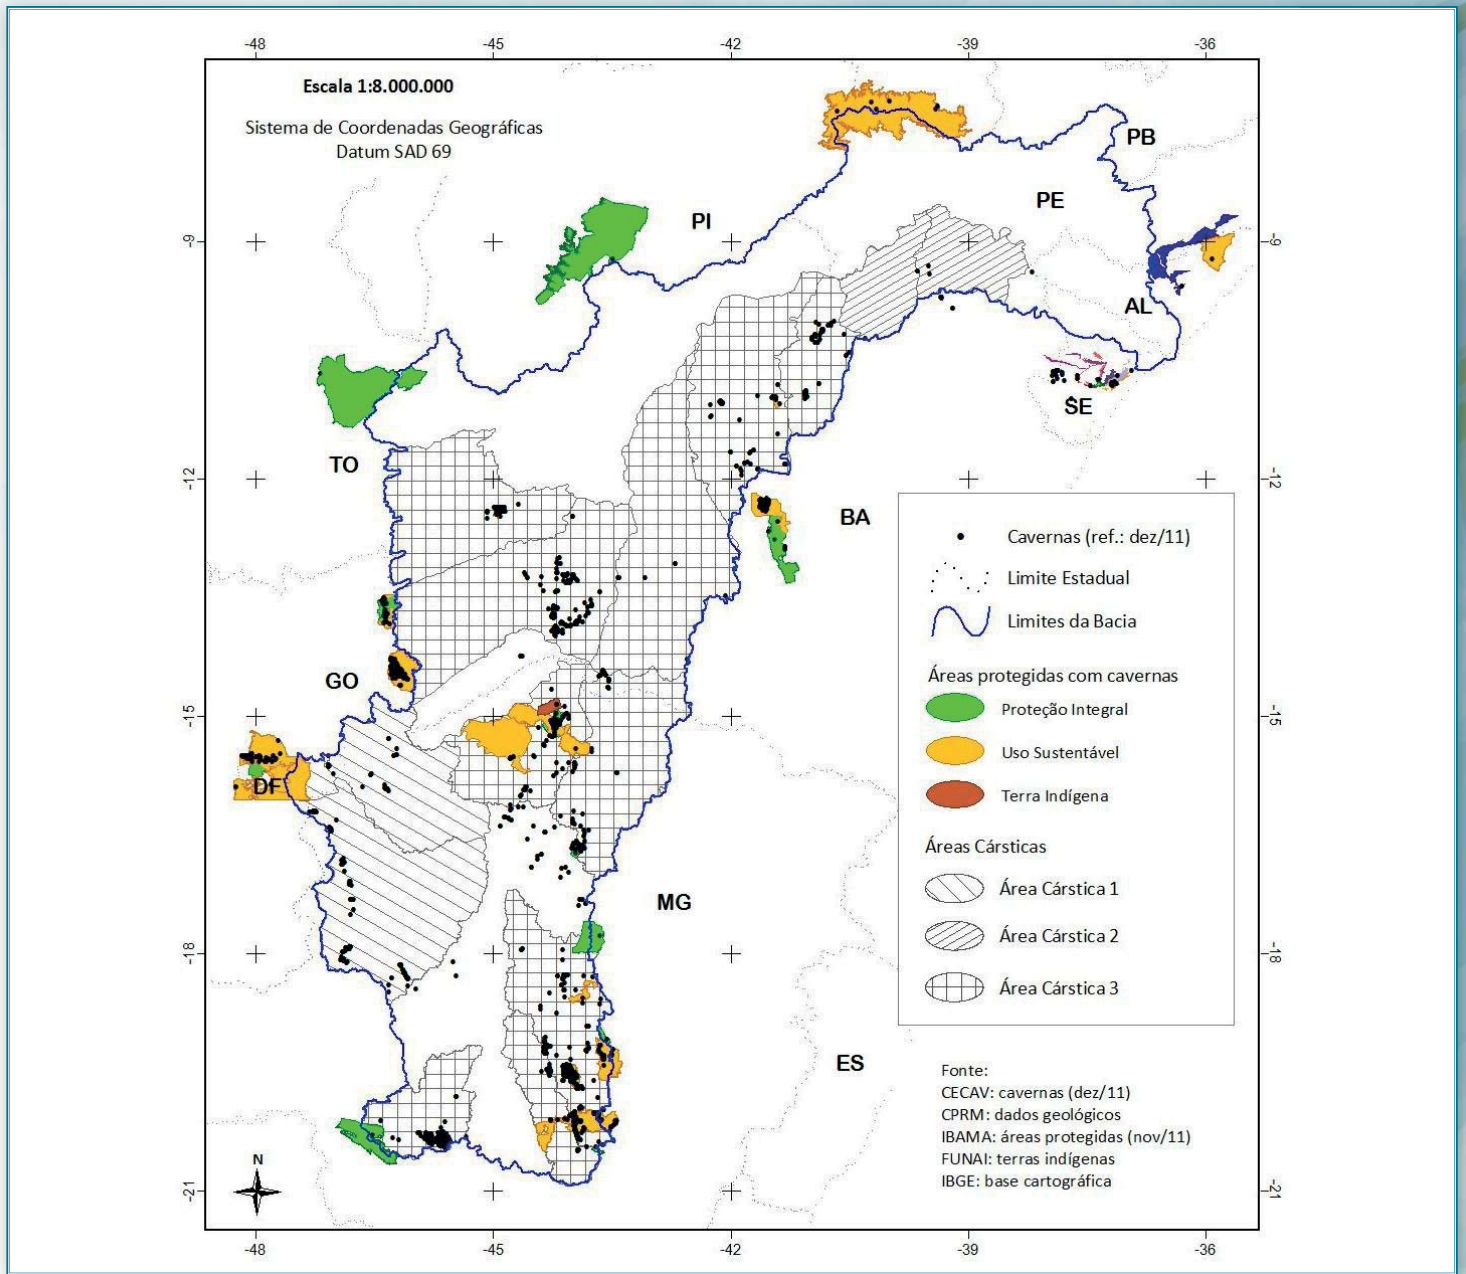 -48 -45 -42 -39 -36
Escala 1:8.000.000
Sistema de Coordenadas Geográficas
Datum SAD 69
PB
PE
PI
-9 -9
AL
SE
TO
-12 -12
BA
Cavernas (ref.: dez/11)
Limite Estadual
Limites da Bacia
Áreas protegidas com cavernas
GO
Proteção Integral
-15 -15
Uso Sustentável
DF
Terra Indígena
Áreas Cársticas
Área Cárstica 1
MG
Área Cárstica 2
-18 -18
Área Cárstica 3
ES
Fonte:
CECAV: cavernas (dez/11)
CPRM: dados geológicos
IBAMA: áreas protegidas (nov/11)
FUNAI: terras indígenas
IBGE: base cartográfica
N
-21 -21
-48 -45 -42 -39 -36